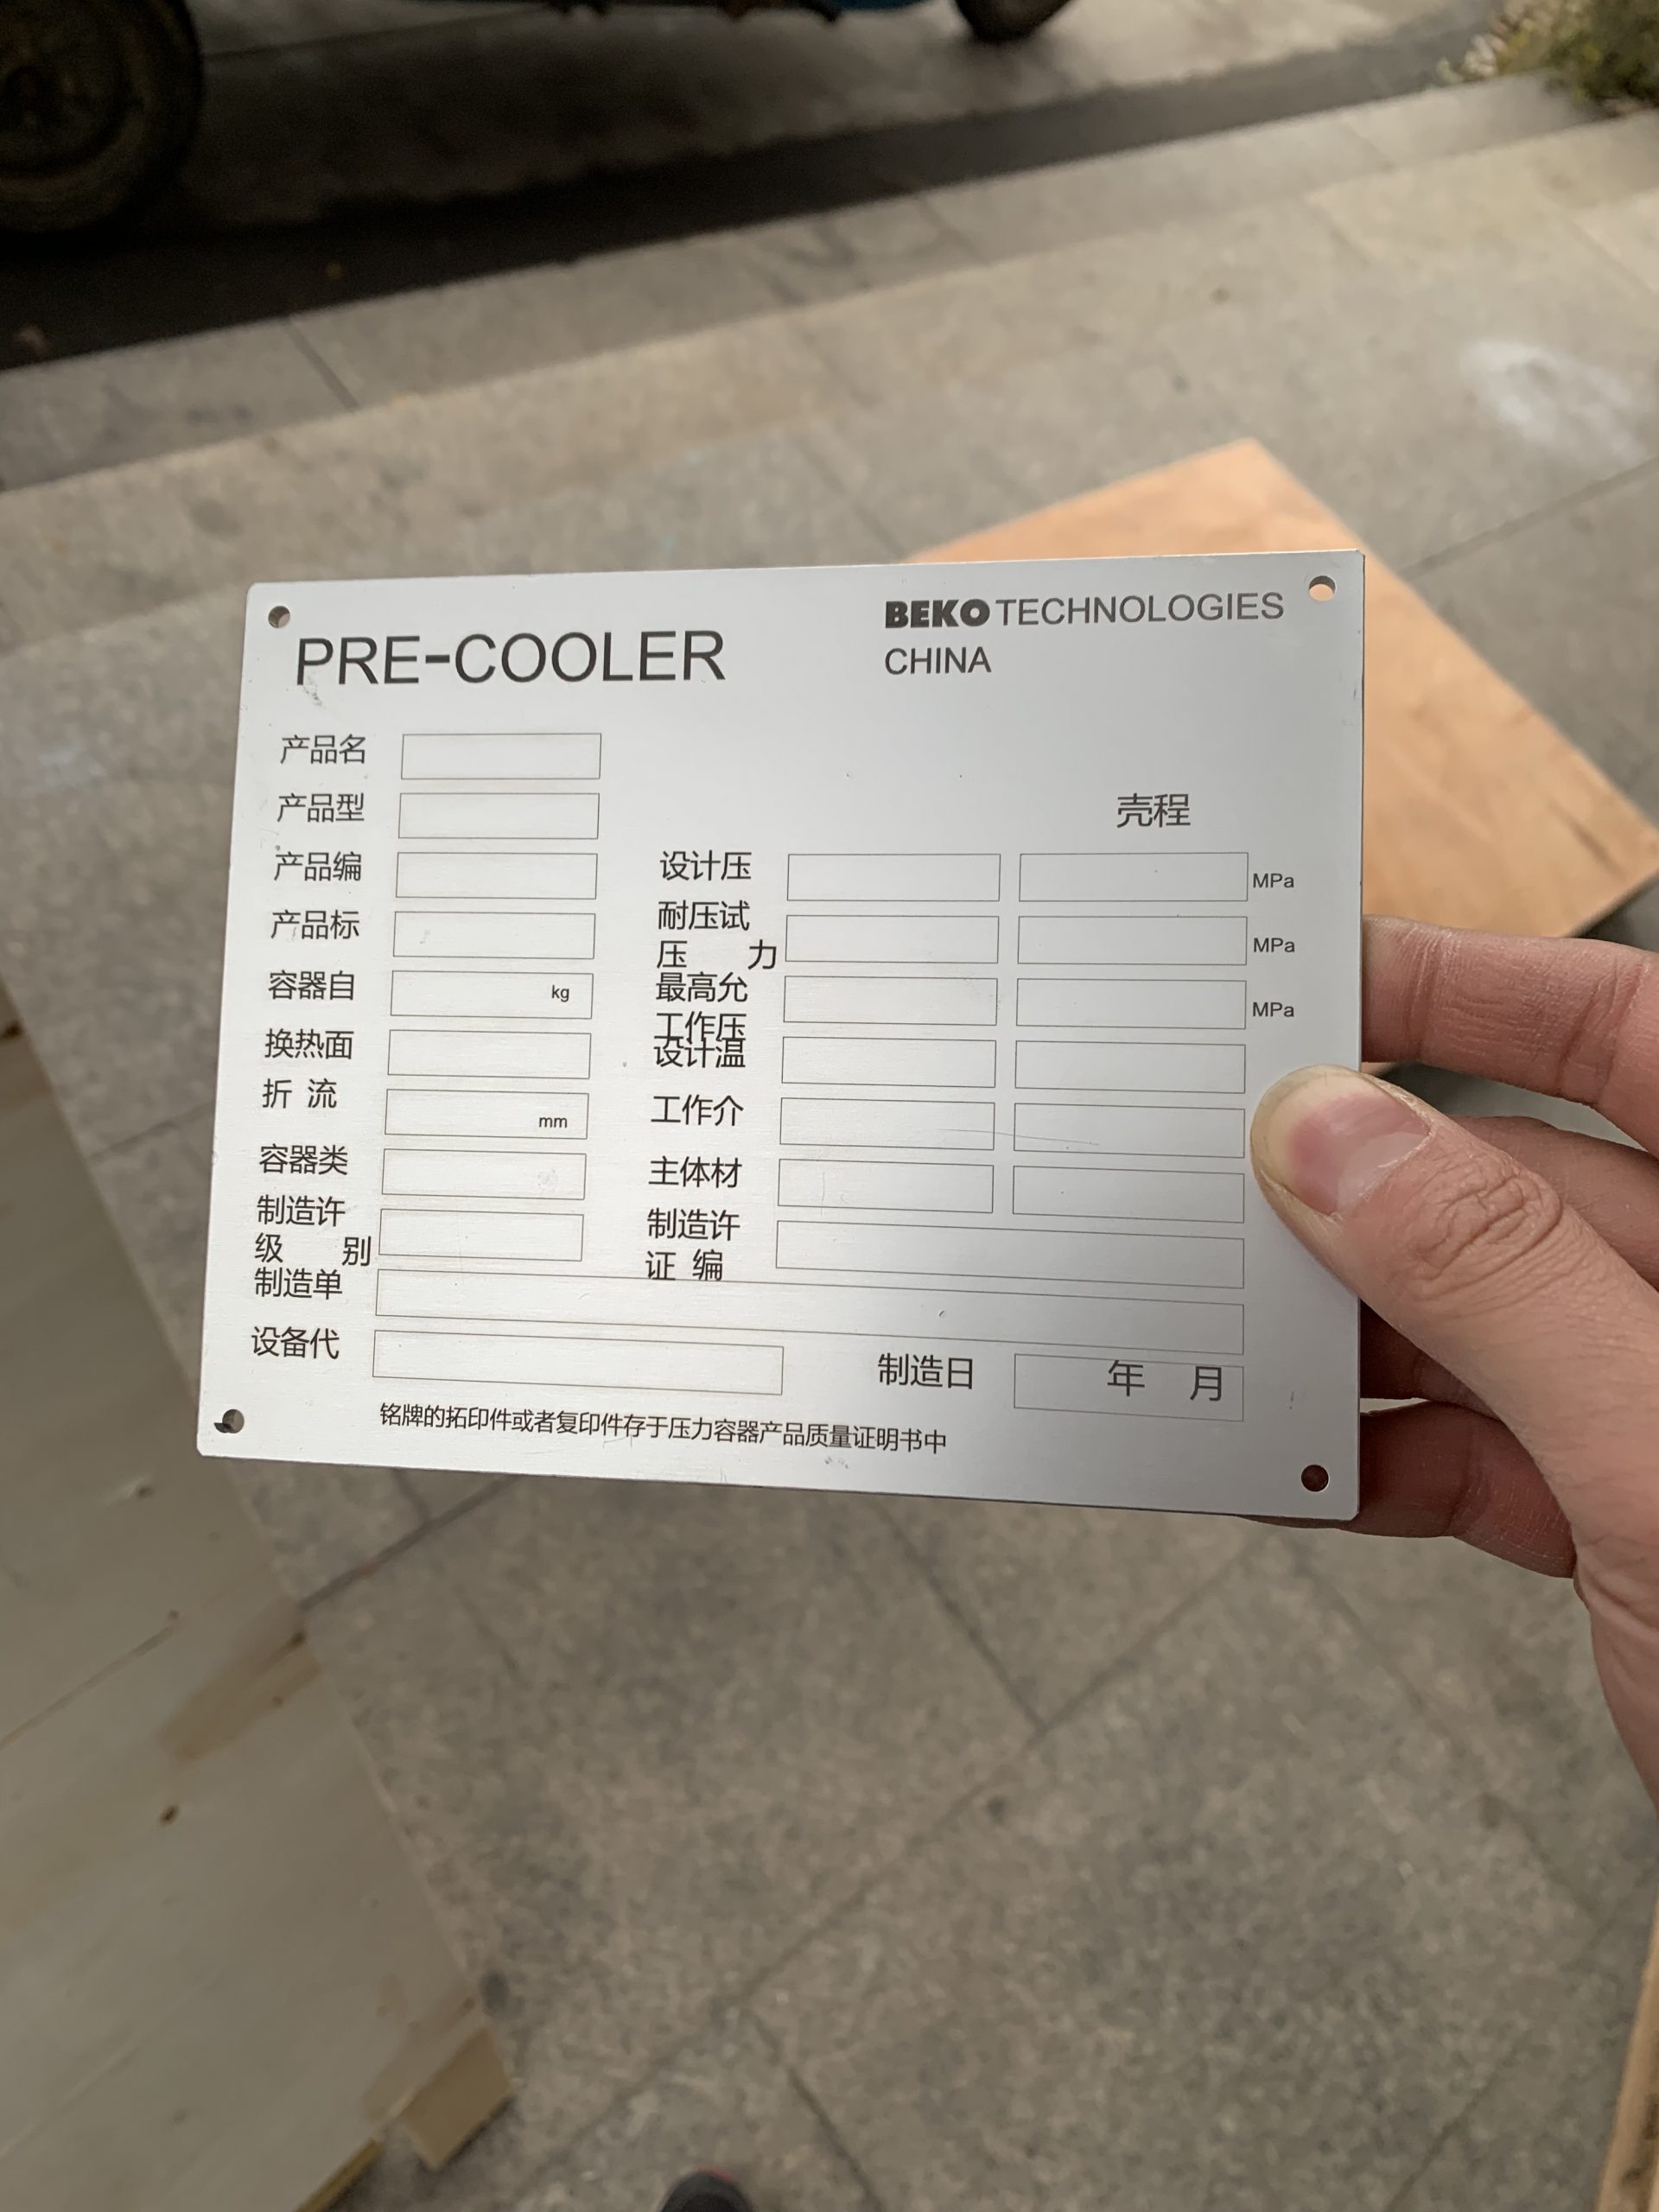 PRE-COOLER
BEKO TECHNOLOGIES
CHINA
产品名
产品型
产品编
产品标
容器自 kg
换热面
折 流 mm
容器类
制造许
级 别
制造单
设备代
壳程
设计压 MPa
耐压试
压 力 MPa
最高允 MPa
工作压
设计温
工作介
主体材
制造许
证 编
制造日 年 月
铭牌的拓印件或者复印件存于压力容器产品质量证明书中